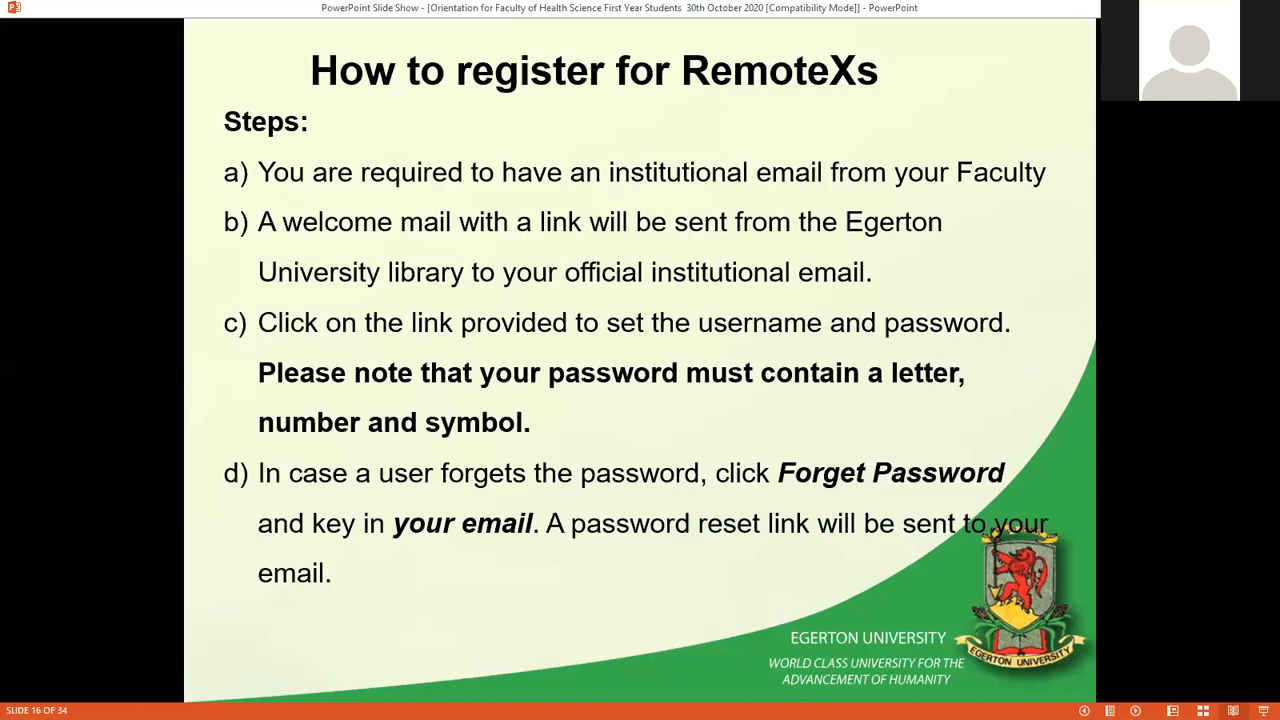 PowerPoint Slide Show - [Orientation for Faculty of Health Science First Year Students 30th October 2020 [Compatibility Mode]] - PowerPoint
How to register for RemoteXs
Steps:
a) You are required to have an institutional email from your Faculty
b) A welcome mail with a link will be sent from the Egerton
University library to your official institutional email.
c) Click on the link provided to set the username and password.
Please note that your password must contain a letter,
number and symbol.
d) In case a user forgets the password, click Forget Password
and key in your email. A password reset link will be sent to your
email.
EGERTON UNIVERSITY
WORLD CLASS UNIVERSITY FOR THE
ADVANCEMENT OF HUMANITY
EGERTON UNIVERSITY
SLIDE 16 OF 34